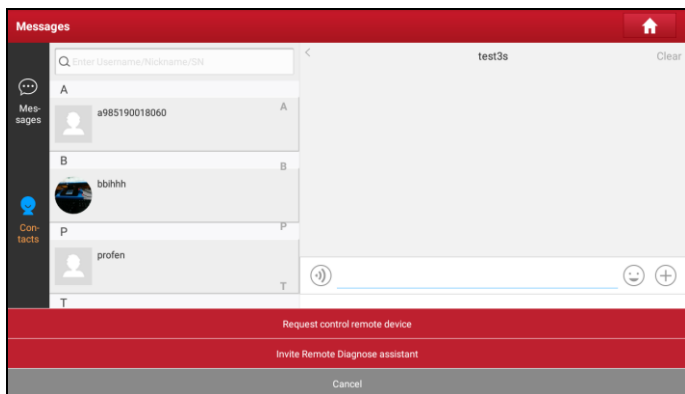 Messages
Enter Username/Nickname/SN
test3s
Clear
Mes-
sages
A
a985190018060
A
B
B
bbihhh
Con-
tacts
P
P
profen
T
T
Request control remote device
Invite Remote Diagnose assistant
Cancel